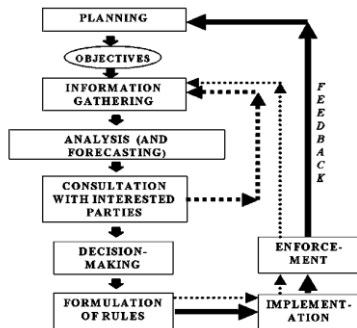 PLANNING
OBJECTIVES
INFORMATION
GATHERING
ANALYSIS (AND
FORECASTING)
CONSULTATION
WITH INTERESTED
PARTIES
DECISION-
MAKING
FORMULATION
OF RULES
IMPLEMENT-
ATION
ENFORCE-
MENT
FEEDBACK